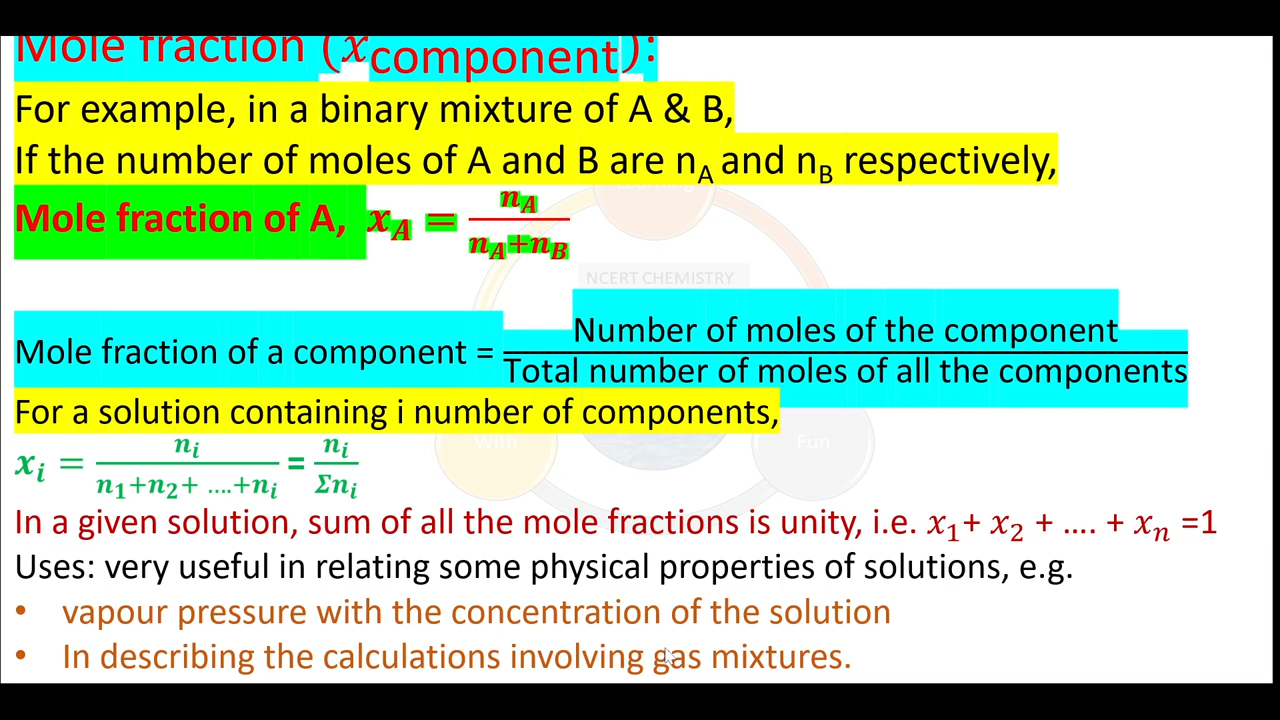 Mole fraction (x component):
For example, in a binary mixture of A & B,
If the number of moles of A and B are nA and nB respectively,
Mole fraction of A, xA = nA / nA+nB
NCERT CHEMISTRY
Mole fraction of a component = Number of moles of the component / Total number of moles of all the components
For a solution containing i number of components,
With
Fun
xi = ni / n1+n2+ ....+ni = ni / Σni
In a given solution, sum of all the mole fractions is unity, i.e. x1+ x2 + .... + xn =1
Uses: very useful in relating some physical properties of solutions, e.g.
• vapour pressure with the concentration of the solution
• In describing the calculations involving gas mixtures.